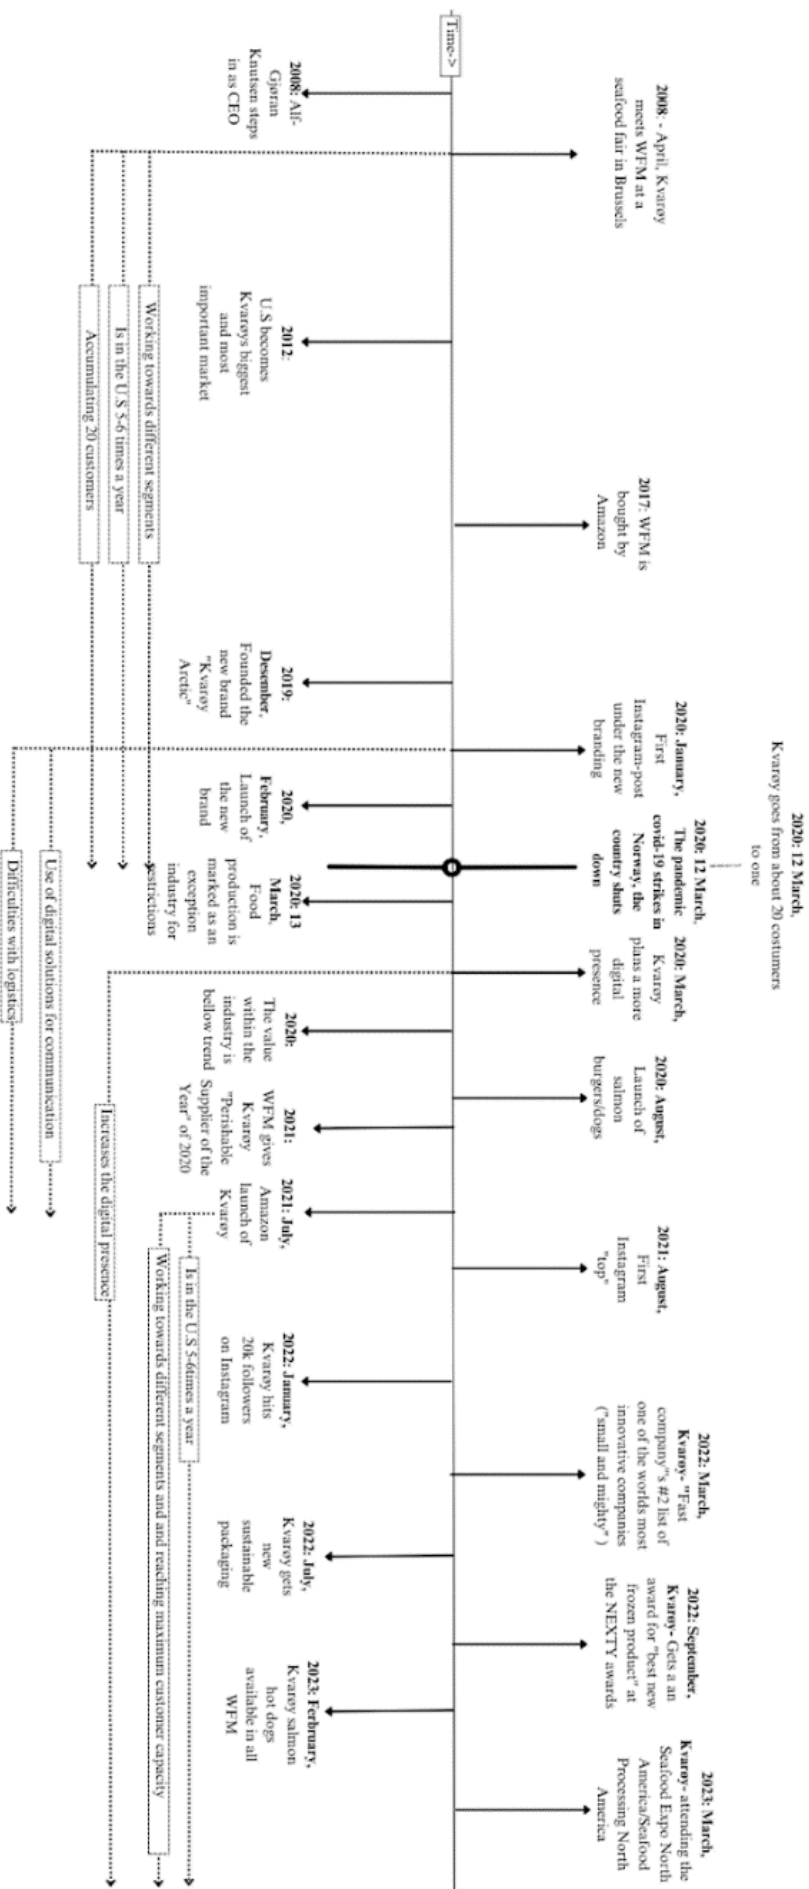 2020: 12 March,
Kvarøy goes from about 20 costumers
to one
2008: - April, Kvarøy
meets WFM at a
seafood fair in Brussels
2017: WFM is
bought by
Amazon
2020: January,
First
Instagram-post
under the new
branding
2020: 12 March,
The pandemic
covid-19 strikes in
Norway, the
country shuts
down
2020: March,
Kvarøy
plans a more
digital
presence
2020: August,
Launch of
salmon
burgers/dogs
2021: August,
First
Instagram
"top"
2022: March,
Kvarøy- "Fast
company"'s #2 list of
one of the worlds most
innovative companies
("small and mighty" )
2022: September,
Kvarøy- Gets a an
award for "best new
frozen product" at
the NEXTY awards
2023: March,
Kvarøy- attending the
Seafood Expo North
America/Seafood
Processing North
America
Time->
2008: Alf-
Gjøran
Knutsen steps
in as CEO
2012:
U.S becomes
Kvarøys biggest
and most
important market
2019:
Desember,
Founded the
new brand
"Kvarøy
Arctic"
2020,
February,
Launch of
the new
brand
2020: 13
March,
Food
production is
marked as an
exception
industry for
restrictions
2020:
The value
within the
industry is
bellow trend
2021:
WFM gives
Kvarøy
"Perishable
Supplier of the
Year" of 2020
2021: July,
Amazon
launch of
Kvarøy
2022: January,
Kvarøy hits
20k followers
on Instagram
2022: July,
Kvarøy gets
new
sustainable
packaging
2023: Ferbruary,
Kvarøy salmon
hot dogs
available in all
WFM
Working towards different segments
Is in the U.S 5-6 times a year
Accumulating 20 customers
Is in the U.S 5-6times a year
Working towards different segments and and reaching maximum customer capacity
Increases the digital presence
Use of digital solutions for communication
Difficulties with logistics